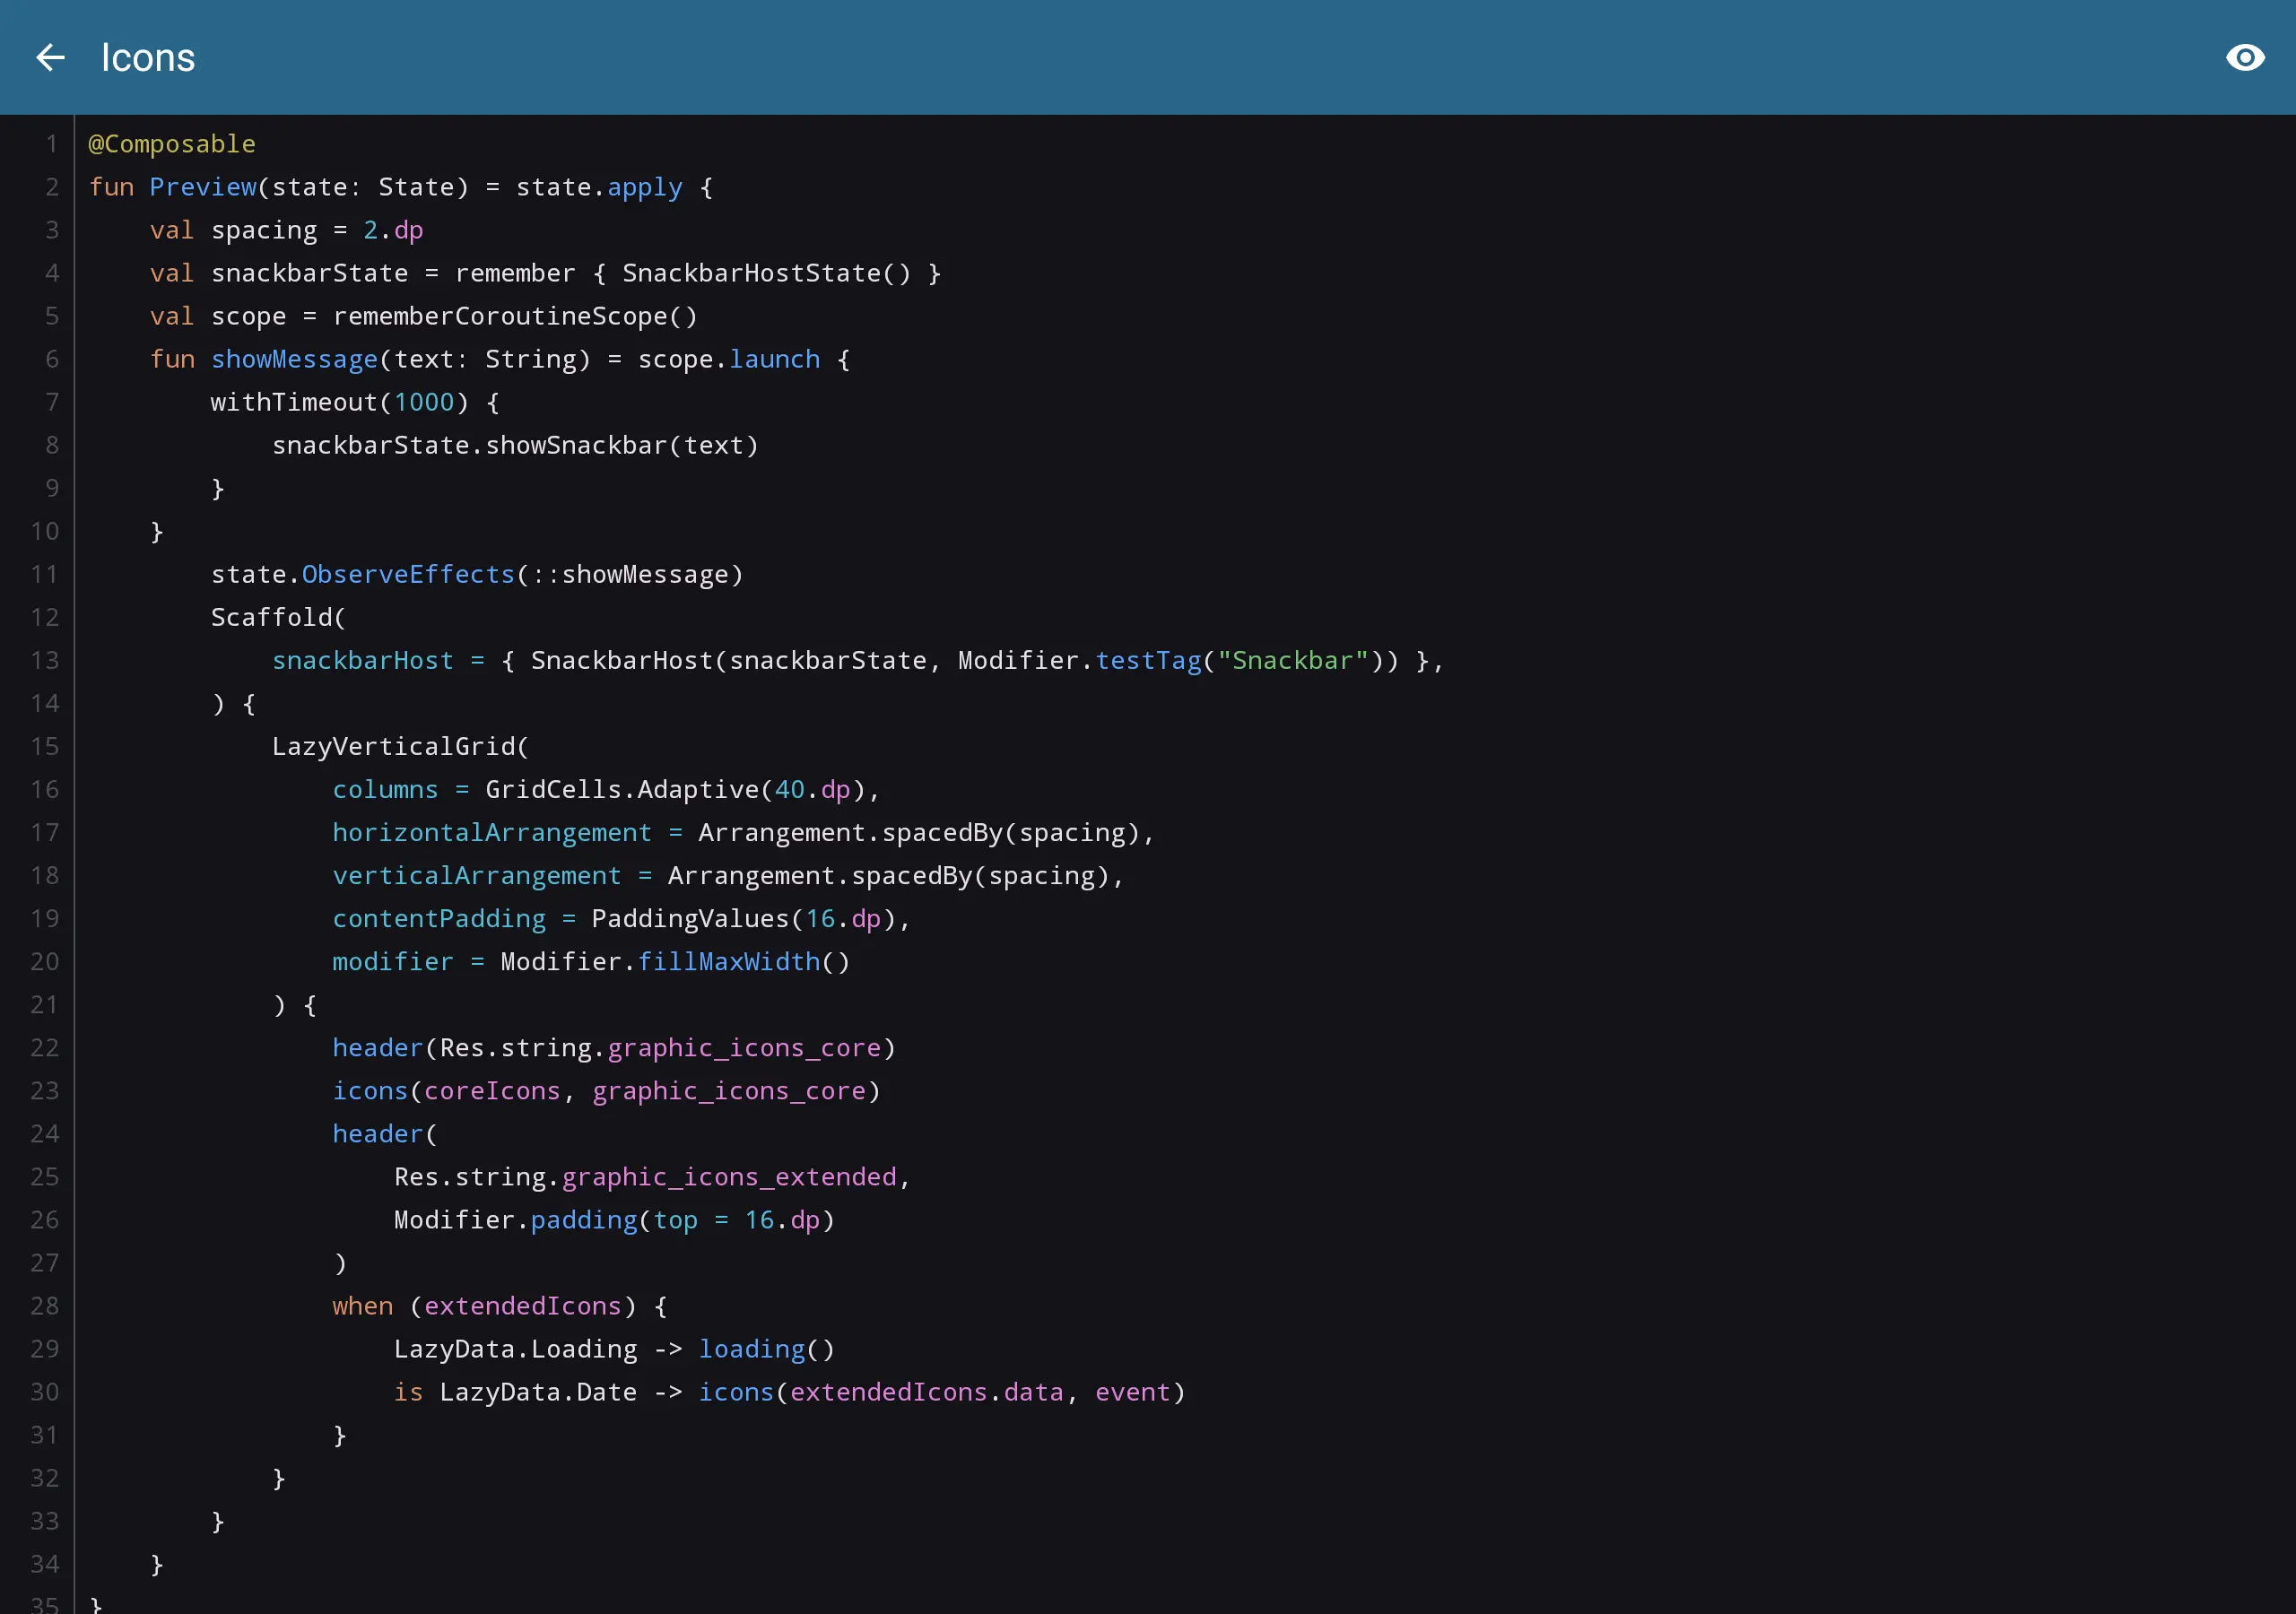 Icons
1 @Composable
2 fun Preview(state: State) = state.apply {
3     val spacing = 2.dp
4     val snackbarState = remember { SnackbarHostState() }
5     val scope = rememberCoroutineScope()
6     fun showMessage(text: String) = scope.launch {
7         withTimeout(1000) {
8             snackbarState.showSnackbar(text)
9         }
10     }
11         state.ObserveEffects(::showMessage)
12         Scaffold(
13             snackbarHost = { SnackbarHost(snackbarState, Modifier.testTag("Snackbar")) },
14         ) {
15             LazyVerticalGrid(
16                 columns = GridCells.Adaptive(40.dp),
17                 horizontalArrangement = Arrangement.spacedBy(spacing),
18                 verticalArrangement = Arrangement.spacedBy(spacing),
19                 contentPadding = PaddingValues(16.dp),
20                 modifier = Modifier.fillMaxWidth()
21             ) {
22                 header(Res.string.graphic_icons_core)
23                 icons(coreIcons, graphic_icons_core)
24                 header(
25                     Res.string.graphic_icons_extended,
26                     Modifier.padding(top = 16.dp)
27                 )
28                 when (extendedIcons) {
29                     LazyData.Loading -> loading()
30                     is LazyData.Date -> icons(extendedIcons.data, event)
31                 }
32             }
33         }
34     }
35 }